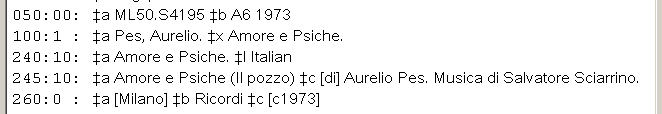 050:00: ‡a ML50.S4195 ‡b A6 1973
100:1 : ‡a Pes, Aurelio. ‡x Amore e Psiche.
240:10: ‡a Amore e Psiche. ‡l Italian
245:10: ‡a Amore e Psiche (Il pozzo) ‡c [di] Aurelio Pes. Musica di Salvatore Sciarrino.
260:0 : ‡a [Milano] ‡b Ricordi ‡c [c1973]